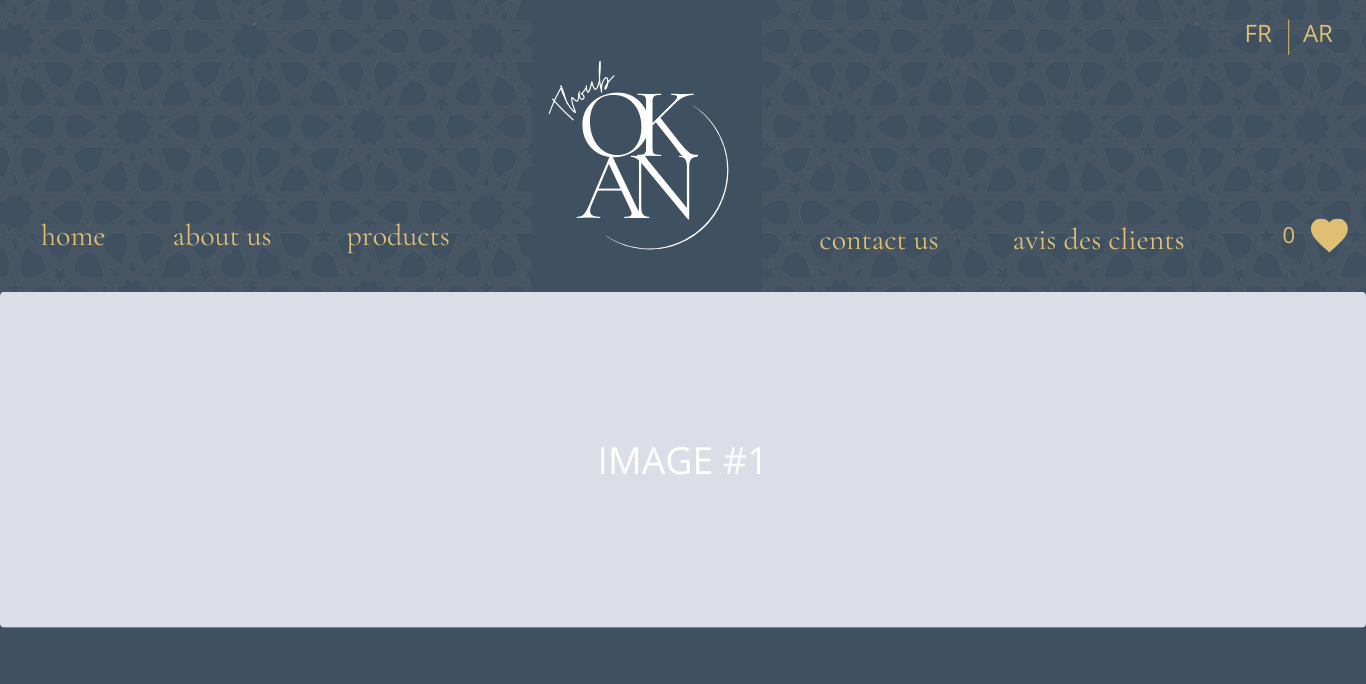 FR | AR
Thoub
OK
AN
home about us products contact us avis des clients 0
IMAGE #1